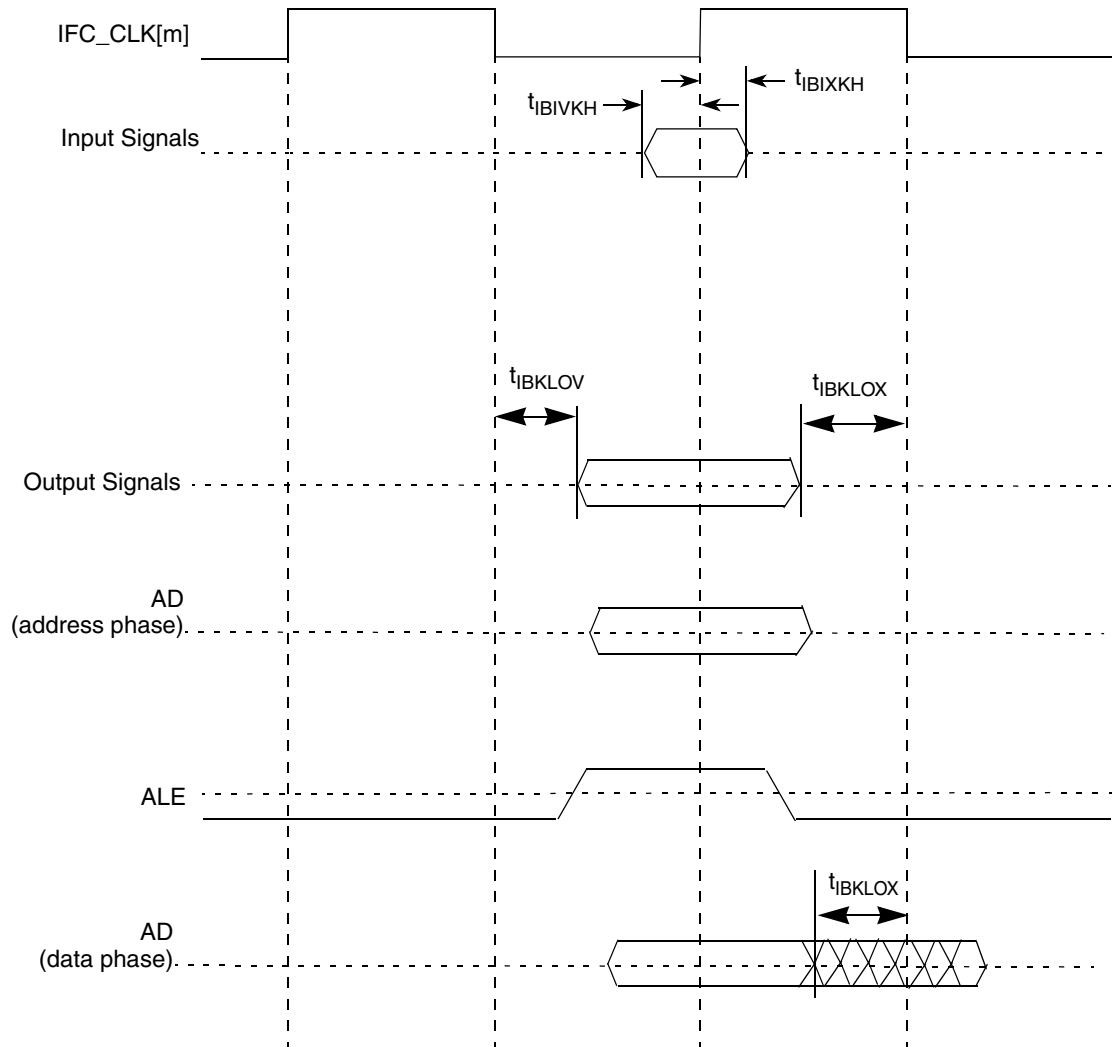 IFC_CLK[m]
tIBIXKH
tIBIVKH
Input Signals
tIBKLOV
tIBKLOX
Output Signals
AD
(address phase)
ALE
tIBKLOX
AD
(data phase)